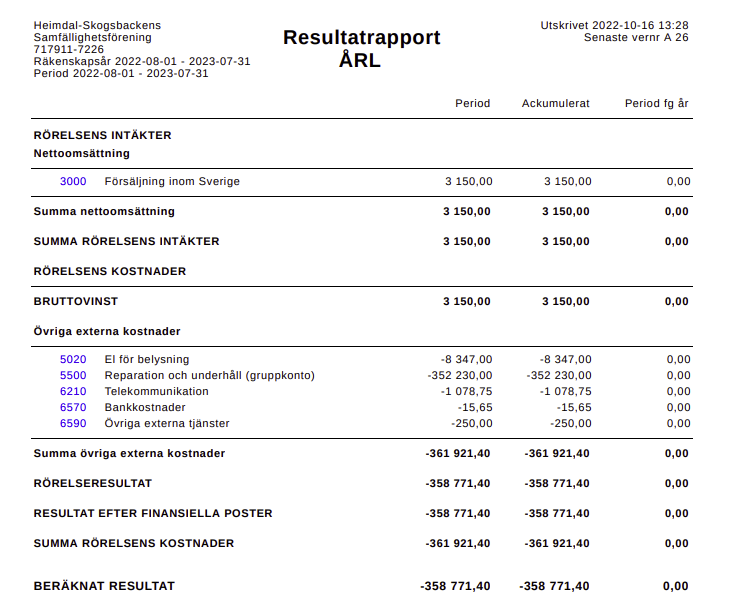 Heimdal-Skogsbackens
Samfällighetsförening
717911-7226
Räkenskapsår 2022-08-01 - 2023-07-31
Period 2022-08-01 - 2023-07-31
Resultatrapport
ÅRL
Utskrivet 2022-10-16 13:28
Senaste vernr A 26
Period Ackumulerat Period fg år
RÖRELSENS INTÄKTER
Nettoomsättning
3000 Försäljning inom Sverige 3 150,00 3 150,00 0,00
Summa nettoomsättning 3 150,00 3 150,00 0,00
SUMMA RÖRELSENS INTÄKTER 3 150,00 3 150,00 0,00
RÖRELSENS KOSTNADER
BRUTTOVINST 3 150,00 3 150,00 0,00
Övriga externa kostnader
5020 El för belysning -8 347,00 -8 347,00 0,00
5500 Reparation och underhåll (gruppkonto) -352 230,00 -352 230,00 0,00
6210 Telekommunikation -1 078,75 -1 078,75 0,00
6570 Bankkostnader -15,65 -15,65 0,00
6590 Övriga externa tjänster -250,00 -250,00 0,00
Summa övriga externa kostnader -361 921,40 -361 921,40 0,00
RÖRELSERESULTAT -358 771,40 -358 771,40 0,00
RESULTAT EFTER FINANSIELLA POSTER -358 771,40 -358 771,40 0,00
SUMMA RÖRELSENS KOSTNADER -361 921,40 -361 921,40 0,00
BERÄKNAT RESULTAT -358 771,40 -358 771,40 0,00